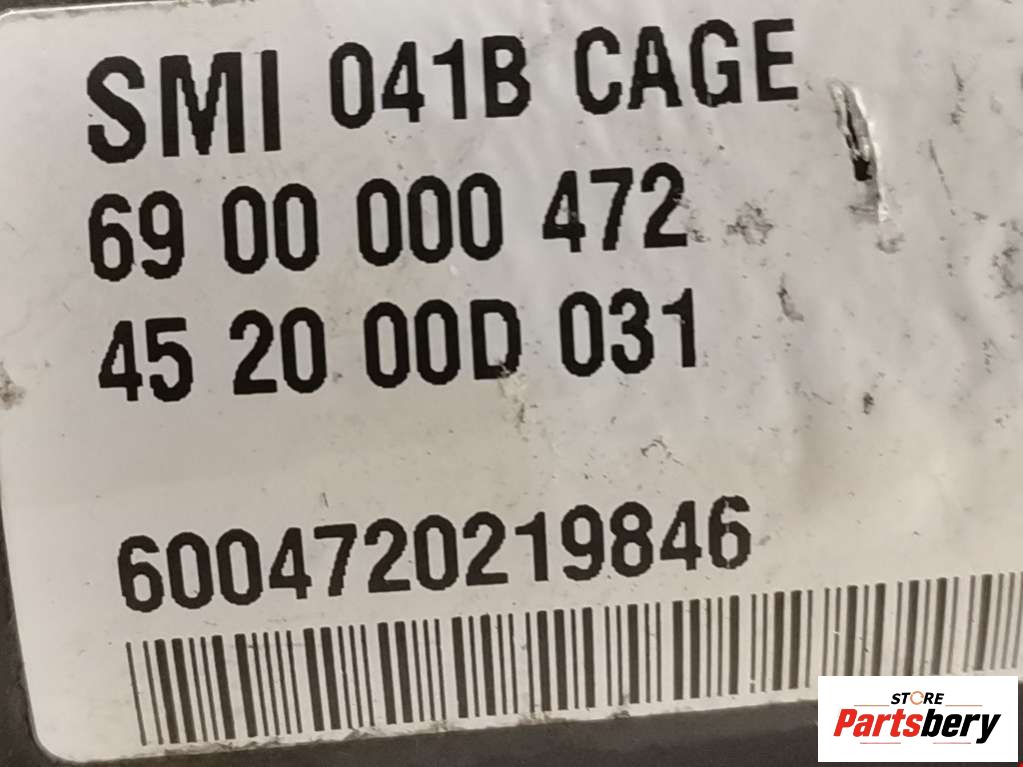 SMI 041B CAGE
69 00 000 472
45 20 00D 031
6004720219846
STORE
Partsbery